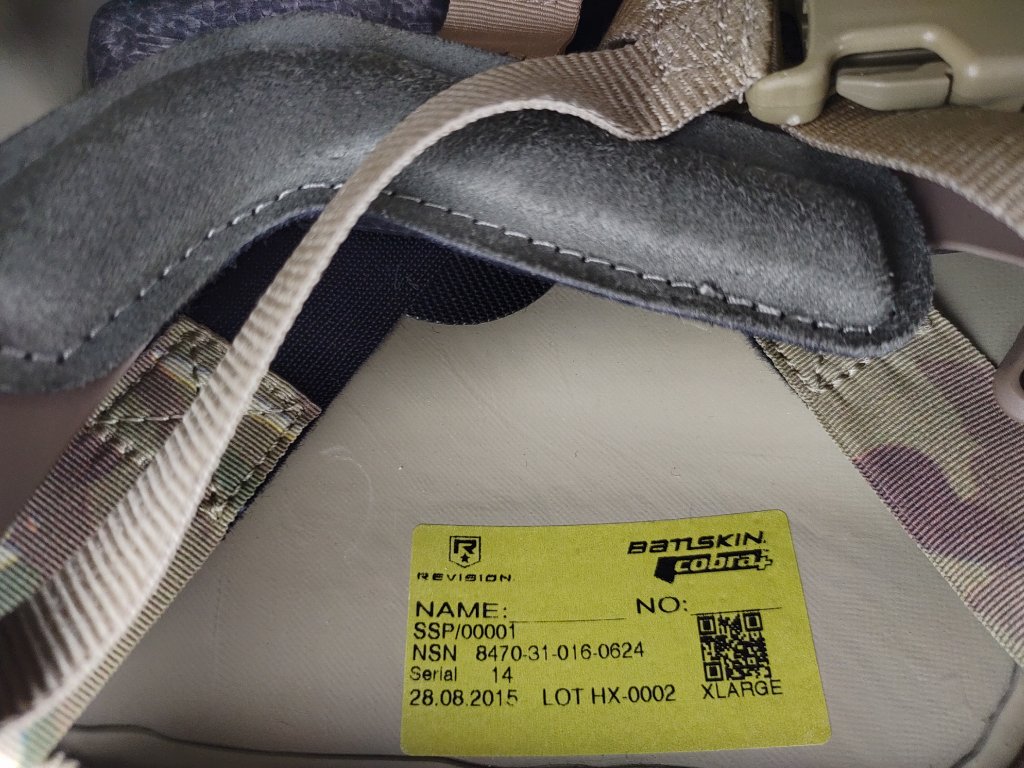 REVISION
BATLSKIN
cobra+
NAME: NO:
SSP/00001
NSN 8470-31-016-0624
Serial 14
28.08.2015 LOT HX-0002 XLARGE